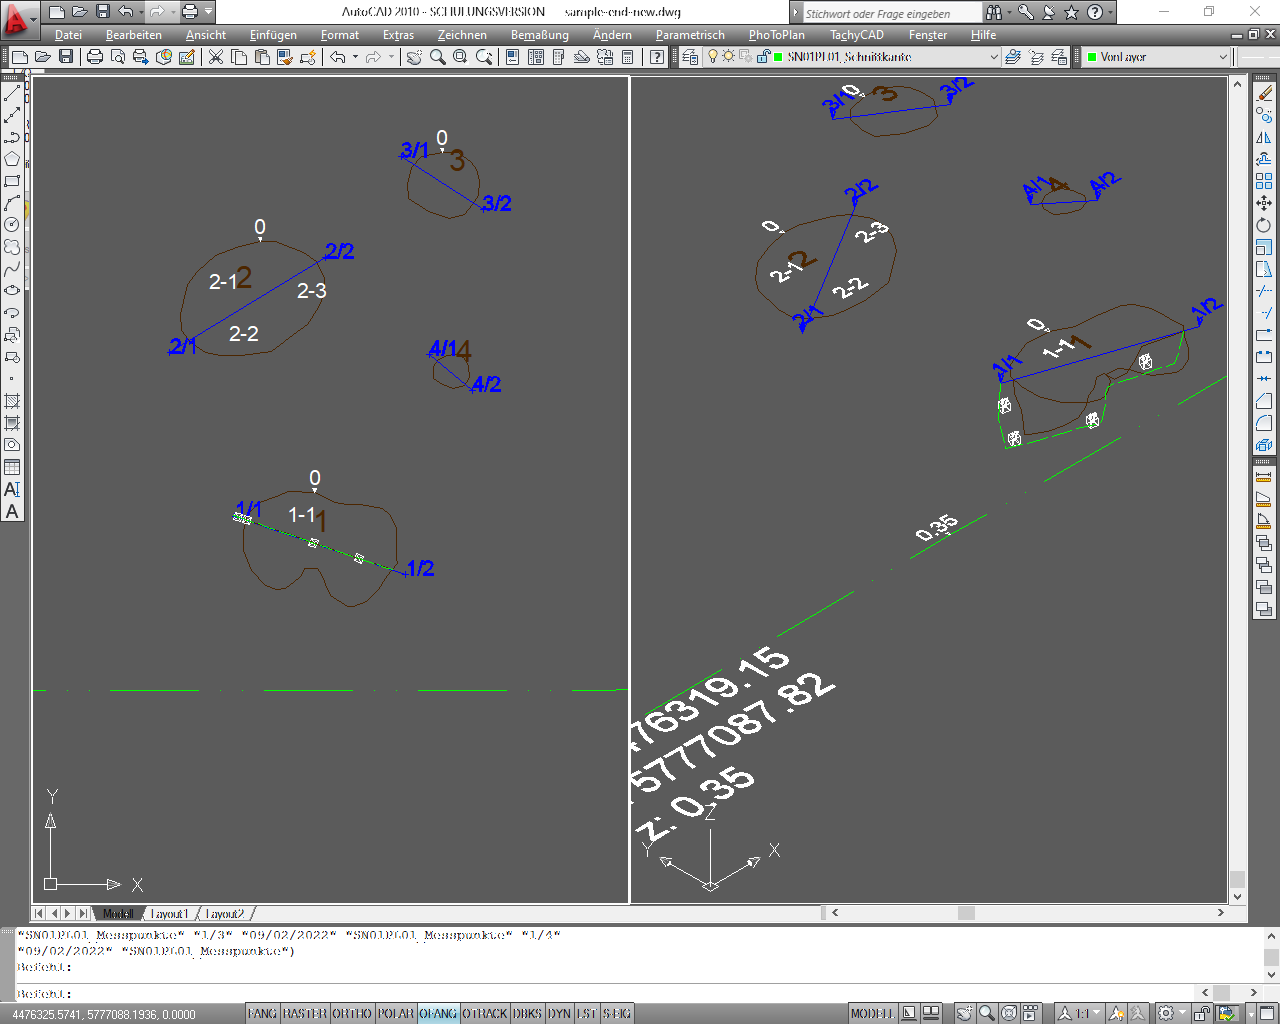 AutoCAD 2010 - SCHULUNGSVERSION sample-end-new.dwg
Stichwort oder Frage eingeben
Datei Bearbeiten Ansicht Einfügen Format Extras Zeichnen Bemaßung Ändern Parametrisch PhoToPlan TachyCAD Fenster Hilfe
SN01PL01_Schnittkante
VonLayer
0
3/1
3
3/2
0
2/2
2-1
2
2-3
2-2
2/1
4/1
4
4/2
0
1/1
1-1
1
1/2
Y
X
3/1
0
3
3/2
4/1
4
4/2
2/2
0
2-3
2-1
2
2-2
2/1
1/2
0
1-1
1
1/1
0.35
476319.15
5777087.82
z: 0.35
Z
Y
X
Modell Layout1 Layout2
"SN01PL01_Messpunkte" "1/3" "09/02/2022" "SN01PL01_Messpunkte" "1/4"
"09/02/2022" "SN01PL01_Messpunkte")
Befehl:
Befehl:
4476325.5741, 5777088.1936, 0.0000
FANG RASTER ORTHO POLAR OFANG OTRACK DBKS DYN LST S-EIG
MODELL
1:1